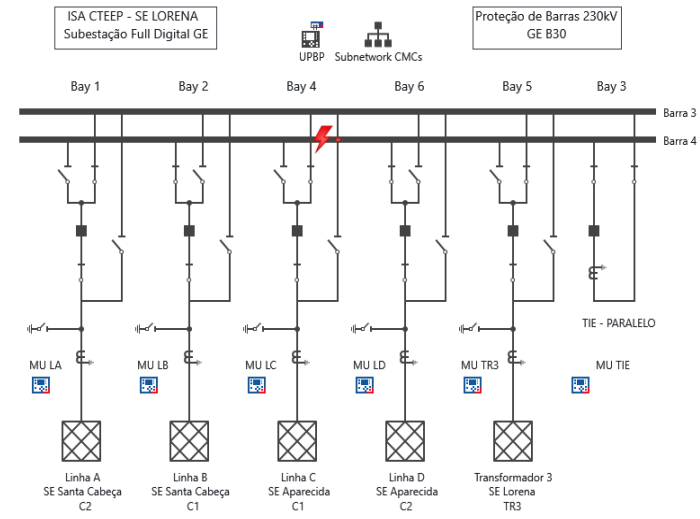 ISA CTEEP - SE LORENA
Subestação Full Digital GE
Proteção de Barras 230kV
GE B30
UPBP
Subnetwork CMCs
Bay 1
Bay 2
Bay 4
Bay 6
Bay 5
Bay 3
Barra 3
Barra 4
TIE - PARALELO
MU LA
MU LB
MU LC
MU LD
MU TR3
MU TIE
Linha A
SE Santa Cabeça
C2
Linha B
SE Santa Cabeça
C1
Linha C
SE Aparecida
C1
Linha D
SE Aparecida
C2
Transformador 3
SE Lorena
TR3